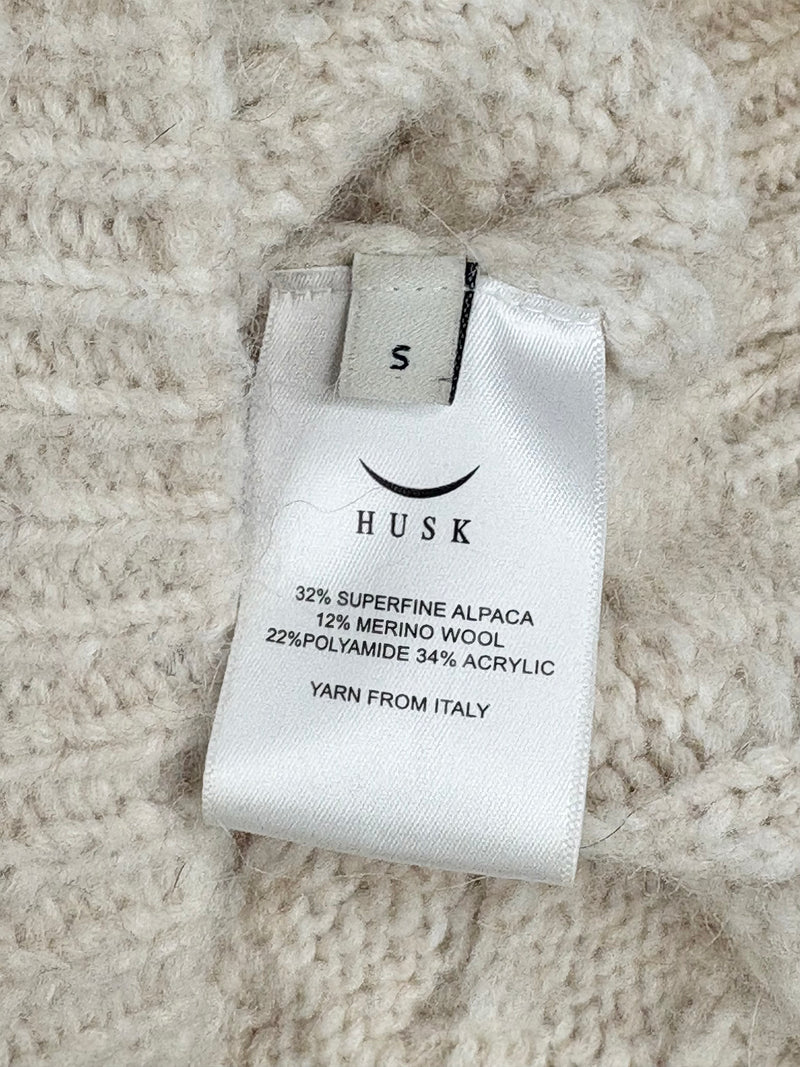 S
HUSK
32% SUPERFINE ALPACA
12% MERINO WOOL
22%POLYAMIDE 34% ACRYLIC
YARN FROM ITALY